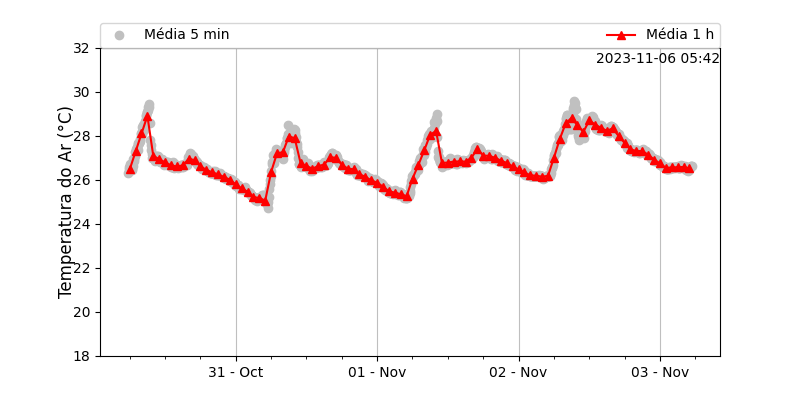 Média 5 min
Média 1 h
2023-11-06 05:42
Temperatura do Ar (°C)
32
30
28
26
24
22
20
18
31 - Oct
01 - Nov
02 - Nov
03 - Nov